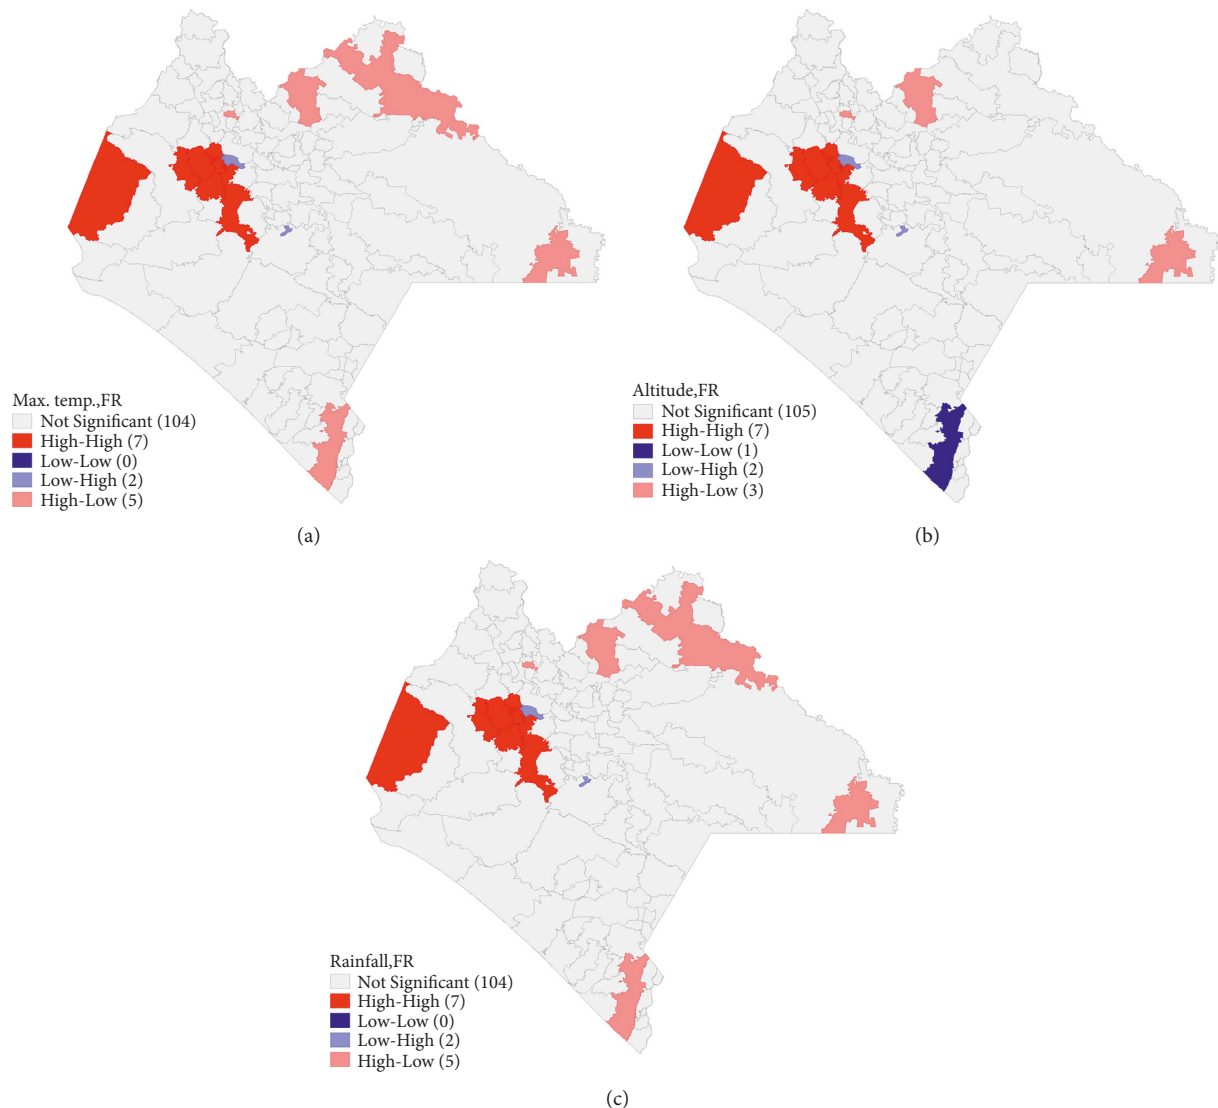 Max. temp.,FR
Not Significant (104)
High-High (7)
Low-Low (0)
Low-High (2)
High-Low (5)
(a)
Altitude,FR
Not Significant (105)
High-High (7)
Low-Low (1)
Low-High (2)
High-Low (3)
(b)
Rainfall,FR
Not Significant (104)
High-High (7)
Low-Low (0)
Low-High (2)
High-Low (5)
(c)